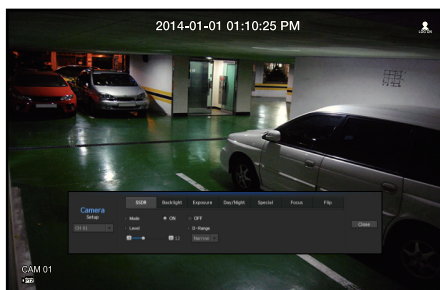 2014-01-01 01:10:25 PM
LOG ON
Camera
Setup
CH 01
SSDR Backlight Exposure Day/Night Special Focus Flip
Mode ON OFF
Level D-Range
12 Narrow
Close
CAM 01